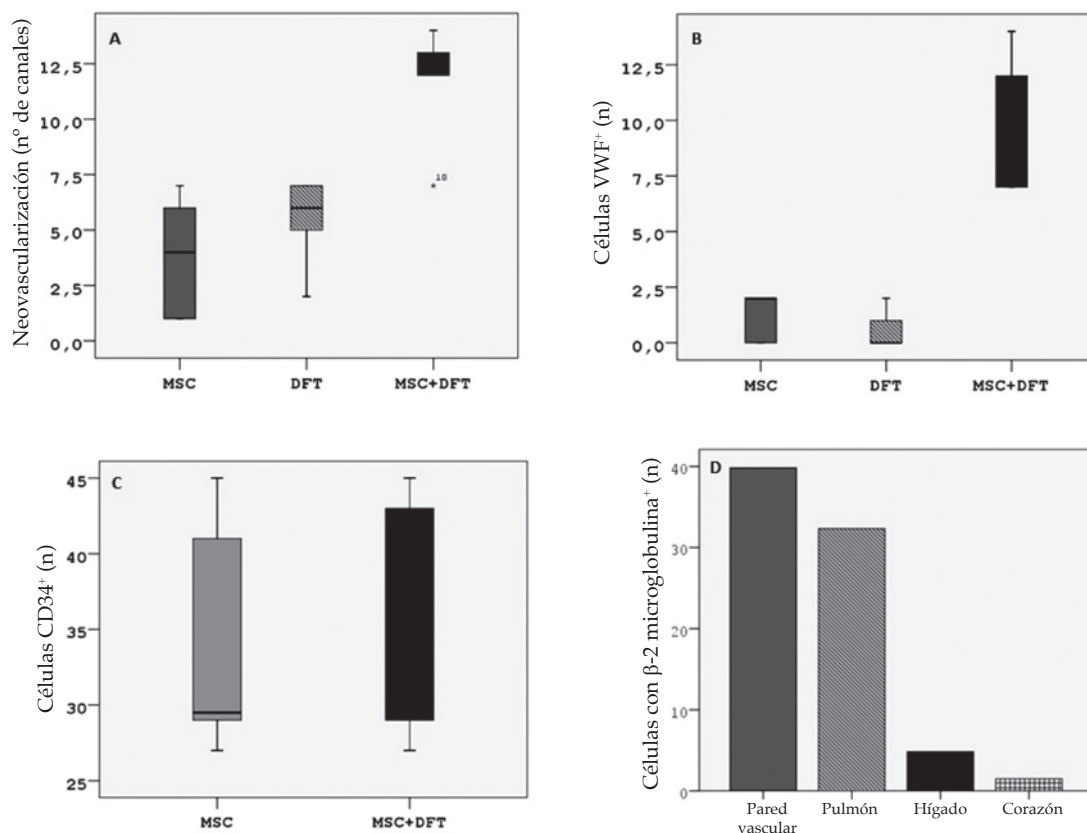 A
Neovascularización (nº de canales)
12,5
10,0
7,5
5,0
2,5
0,0
*10
MSC
DFT
MSC+DFT
B
Células VWF⁺ (n)
12,5
10,0
7,5
5,0
2,5
0,0
MSC
DFT
MSC+DFT
C
Células CD34⁺ (n)
45
40
35
30
25
MSC
MSC+DFT
D
Células con β-2 microglobulina⁺ (n)
40
30
20
10
0
Pared
vascular
Pulmón
Hígado
Corazón